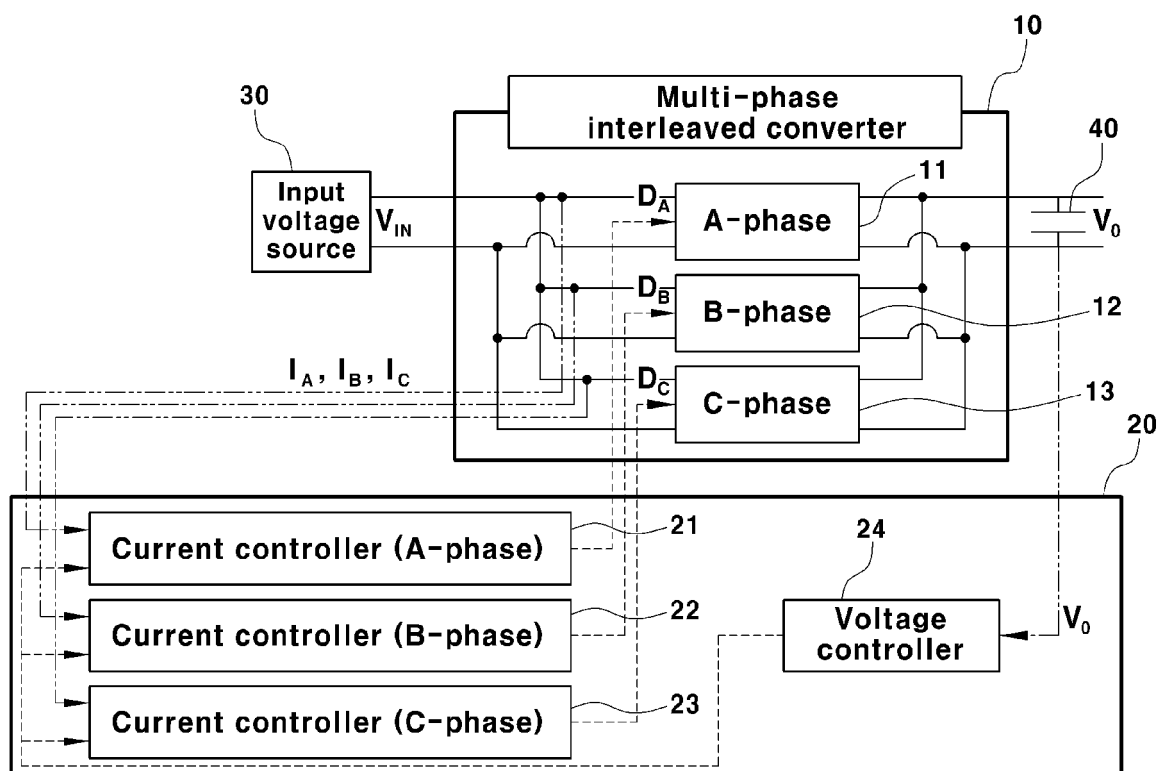 10
Multi-phase
interleaved converter
30
40
Input
voltage
source
V_IN
D_A
A-phase
11
V_0
D_B
B-phase
12
I_A, I_B, I_C
D_C
C-phase
13
20
Current controller (A-phase)
21
24
Current controller (B-phase)
22
Voltage
controller
V_0
Current controller (C-phase)
23